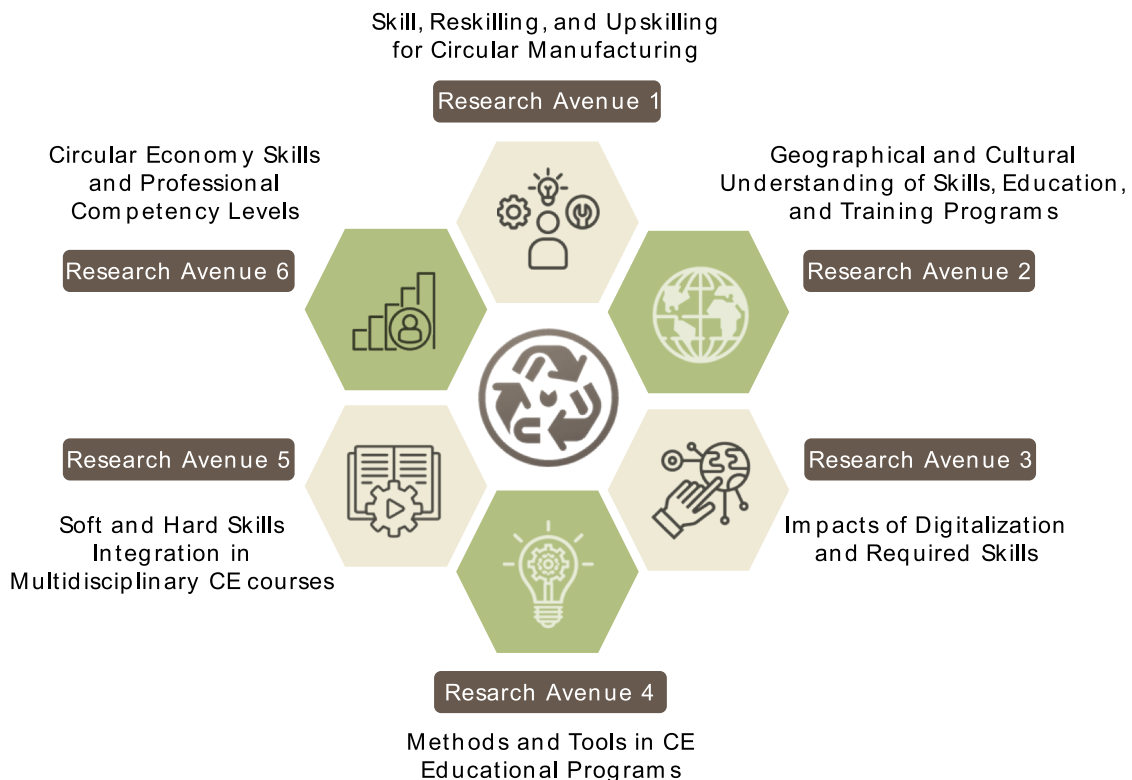 Skill, Reskilling, and Upskilling
for Circular Manufacturing
Research Avenue 1
Geographical and Cultural
Understanding of Skills, Education,
and Training Programs
Research Avenue 2
Research Avenue 3
Impacts of Digitalization
and Required Skills
Resarch Avenue 4
Methods and Tools in CE
Educational Programs
Research Avenue 5
Soft and Hard Skills
Integration in
Multidisciplinary CE courses
Circular Economy Skills
and Professional
Competency Levels
Research Avenue 6